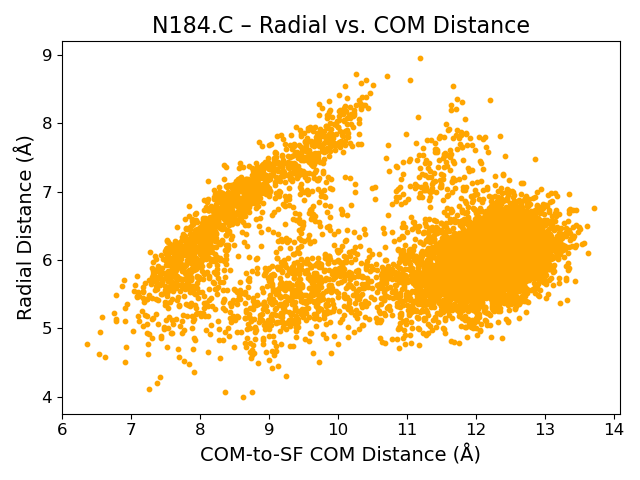 N184.C – Radial vs. COM Distance
9
8
7
6
5
4
Radial Distance (Å)
6 7 8 9 10 11 12 13 14
COM-to-SF COM Distance (Å)